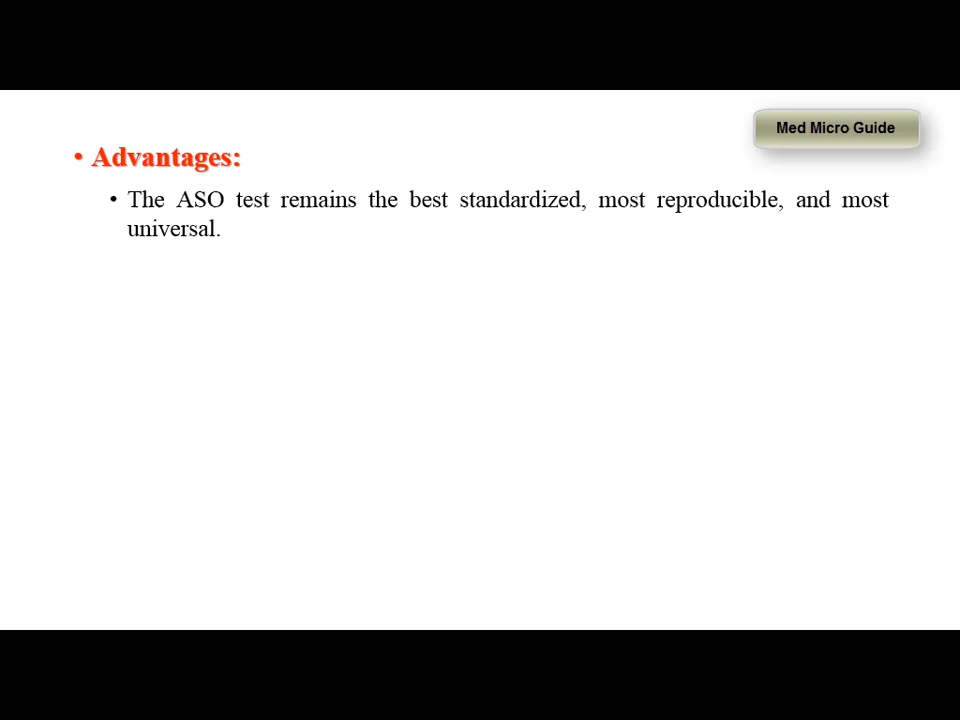 Med Micro Guide
• Advantages:
• The ASO test remains the best standardized, most reproducible, and most
universal.